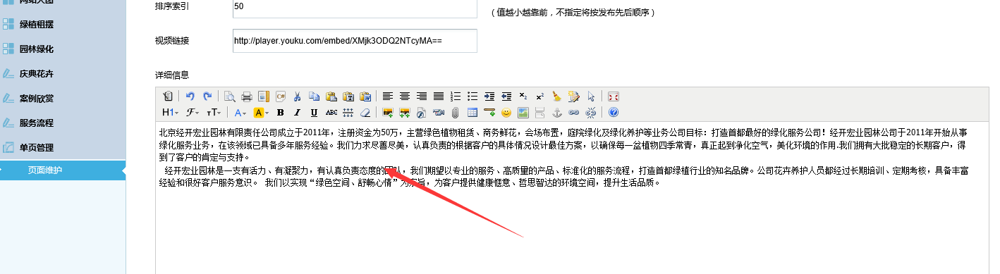 网站大图
绿植租摆
园林绿化
庆典花卉
案例欣赏
服务流程
单页管理
页面维护
排序索引
50
（值越小越靠前，不指定将按发布先后顺序）
视频链接
http://player.youku.com/embed/XMjk3ODQ2NTcyMA==
详细信息
H1 F тT A A B I U ABC
北京经开宏业园林有限责任公司成立于2011年，注册资金为50万，主营绿色植物租赁、商务鲜花，会场布置，庭院绿化及绿化养护等业务公司目标：打造首都最好的绿化服务公司！经开宏业园林公司于2011年开始从事
绿化服务业务，在该领域已具备多年服务经验。我们力求尽善尽美，认真负责的根据客户的具体情况设计最佳方案，以确保每一盆植物四季常青，真正起到净化空气，美化环境的作用.我们拥有大批稳定的长期客户，得
到了客户的肯定与支持。
经开宏业园林是一支有活力、有凝聚力，有认真负责态度的团队，我们期望以专业的服务、高质量的产品、标准化的服务流程，打造首都绿植行业的知名品牌。公司花卉养护人员都经过长期培训、定期考核，具备丰富
经验和很好客户服务意识。 我们以实现“绿色空间、舒畅心情”为宗旨，为客户提供健康惬意、哲思智达的环境空间，提升生活品质。